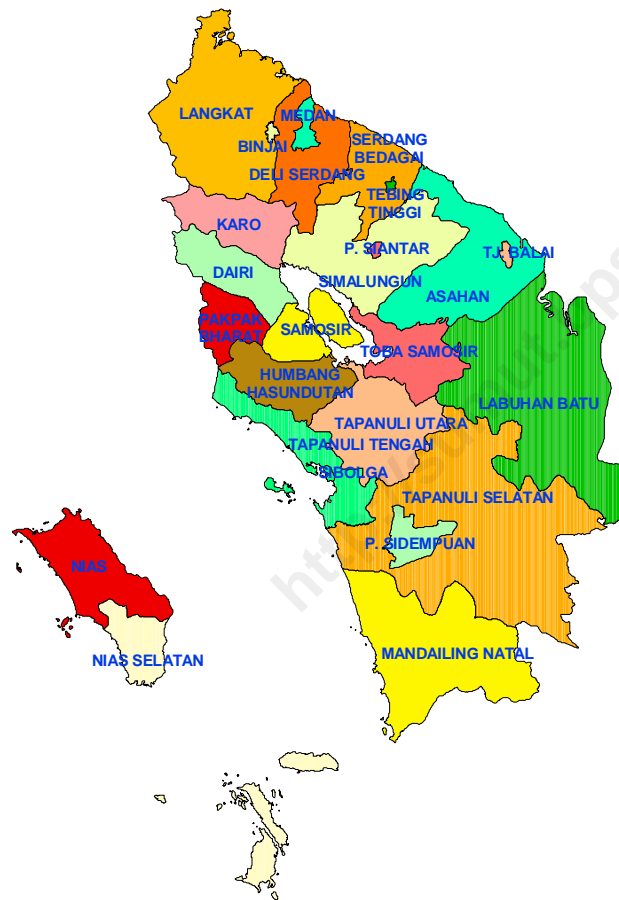 LANGKAT
MEDAN
BINJAI
SERDANG
BEDAGAI
DELI SERDANG
TEBING
TINGGI
KARO
P. SIANTAR
TJ. BALAI
DAIRI
SIMALUNGUN
ASAHAN
PAKPAK
BHARAT
SAMOSIR
TOBA SAMOSIR
HUMBANG
HASUNDUTAN
LABUHAN BATU
TAPANULI UTARA
TAPANULI TENGAH
SIBOLGA
TAPANULI SELATAN
P. SIDEMPUAN
NIAS
MANDAILING NATAL
NIAS SELATAN